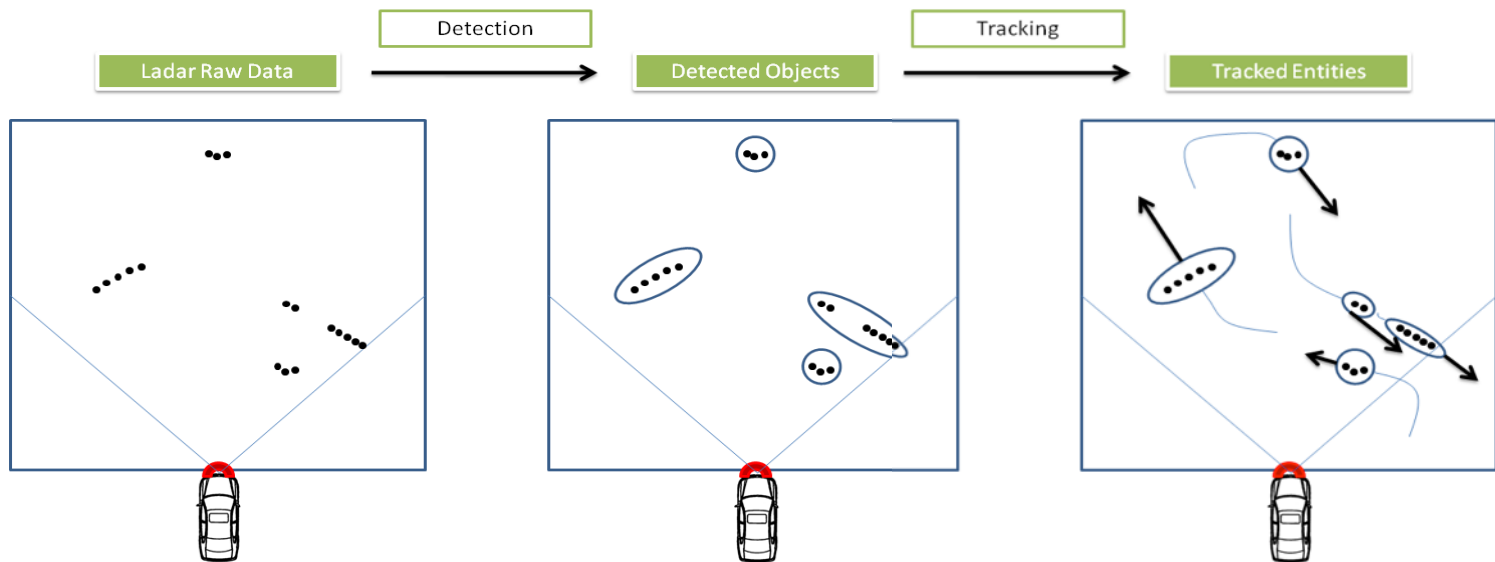 Detection
Tracking
Ladar Raw Data
Detected Objects
Tracked Entities